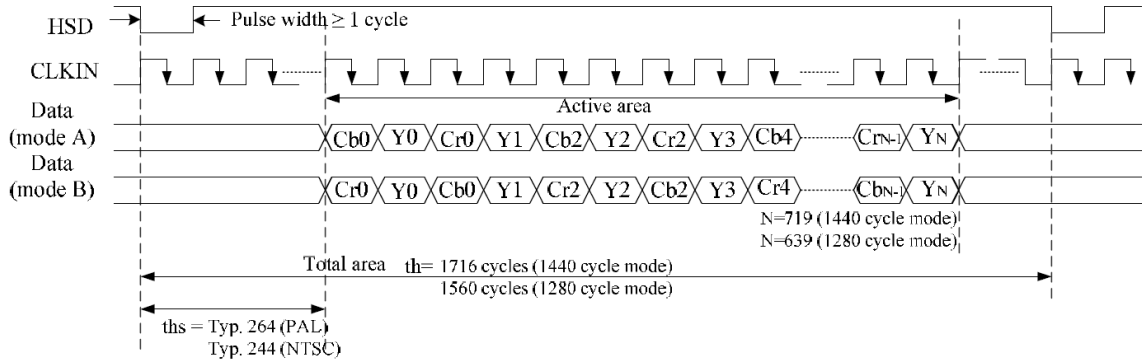 HSD
Pulse width ≥ 1 cycle
CLKIN
Active area
Data
(mode A)
Cb0 Y0 Cr0 Y1 Cb2 Y2 Cr2 Y3 Cb4 CrN-1 YN
Data
(mode B)
Cr0 Y0 Cb0 Y1 Cr2 Y2 Cb2 Y3 Cr4 CbN- YN
N=719 (1440 cycle mode)
N=639 (1280 cycle mode)
Total area th= 1716 cycles (1440 cycle mode)
1560 cycles (1280 cycle mode)
ths = Typ. 264 (PAL)
Typ. 244 (NTSC)